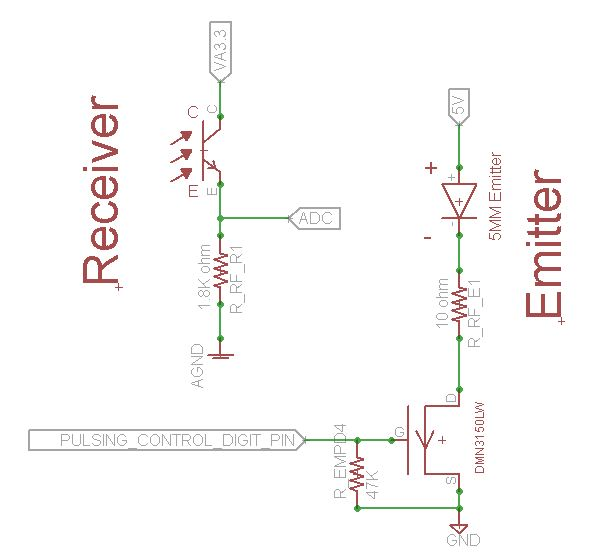 Receiver
VA3.3
C
C
E
E
ADC
1.8K ohm
R_RF_R1
AGND
Emitter
5V
+
+
-
-
5MM Emitter
10 ohm
R_RF_E1
PULSING_CONTROL_DIGIT_PIN
R_EMPD4
47K
G
D
S
DMN3150LW
GND